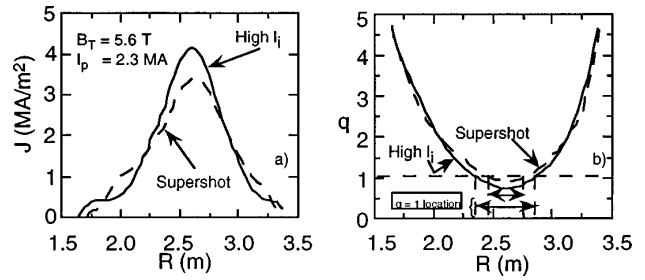 5
4
3
2
1
0
J (MA/m²)
B_T = 5.6 T
I_p = 2.3 MA
High l_i
Supershot
a)
1.5 2.0 2.5 3.0 3.5
R (m)
5
4
3
2
1
0
q
High l_i
Supershot
b)
q = 1 location
1.5 2.0 2.5 3.0 3.5
R (m)